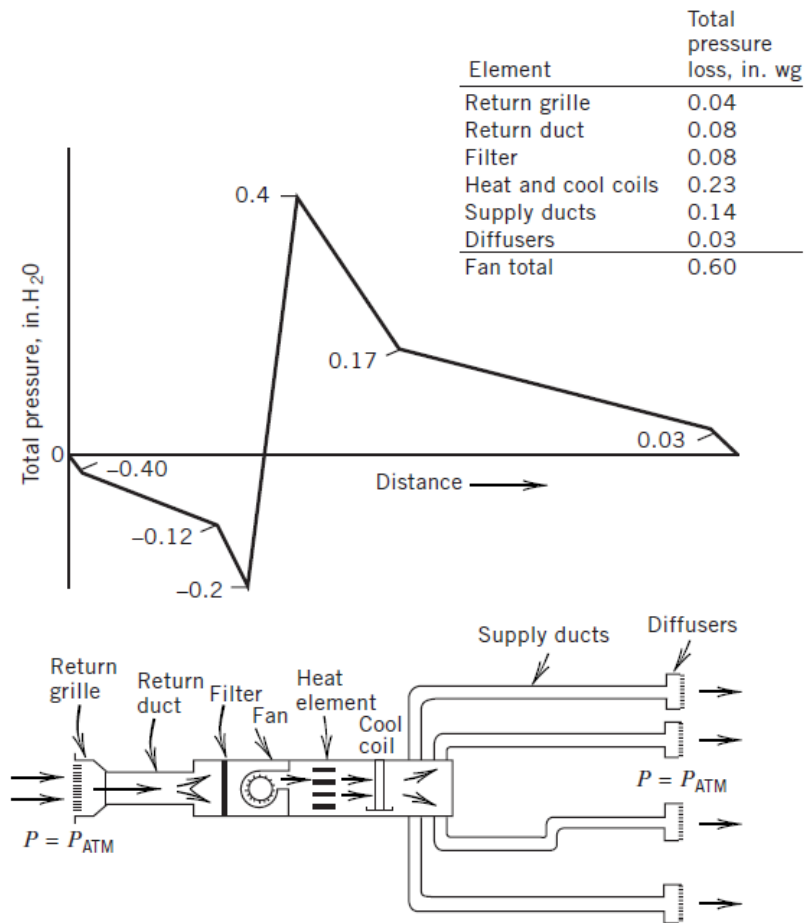 Total
pressure
Element loss, in. wg
Return grille 0.04
Return duct 0.08
Filter 0.08
Heat and cool coils 0.23
Supply ducts 0.14
Diffusers 0.03
Fan total 0.60
Total pressure, in.H₂0
0.4
0.17
0.03
0
–0.40
Distance
–0.12
–0.2
Supply ducts
Diffusers
Return
grille
Return
duct
Filter
Fan
Heat
element
Cool
coil
P = PATM
P = PATM